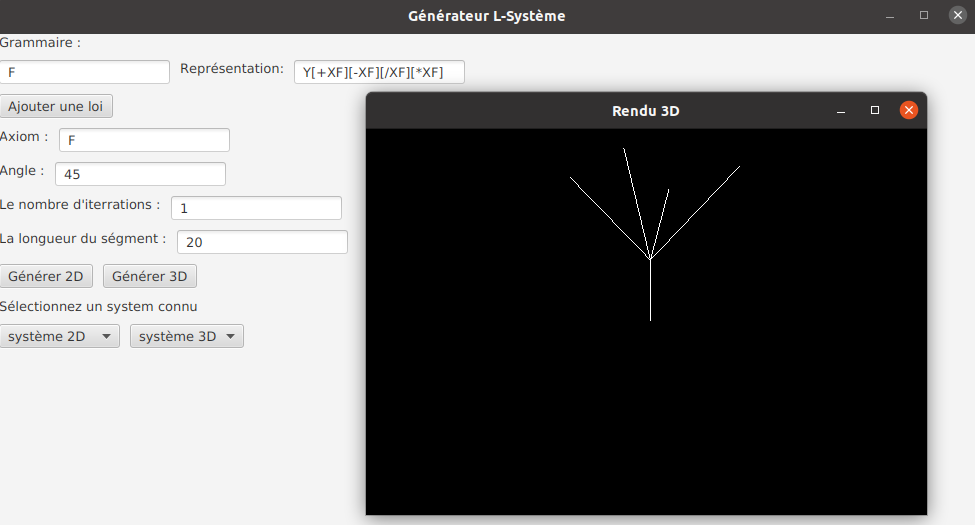 Générateur L-Système
Grammaire :
F Représentation: Y[+XF][-XF][/XF][*XF]
Ajouter une loi
Axiom : F
Angle : 45
Le nombre d'iterrations : 1
La longueur du ségment : 20
Générer 2D Générer 3D
Sélectionnez un system connu
système 2D système 3D
Rendu 3D